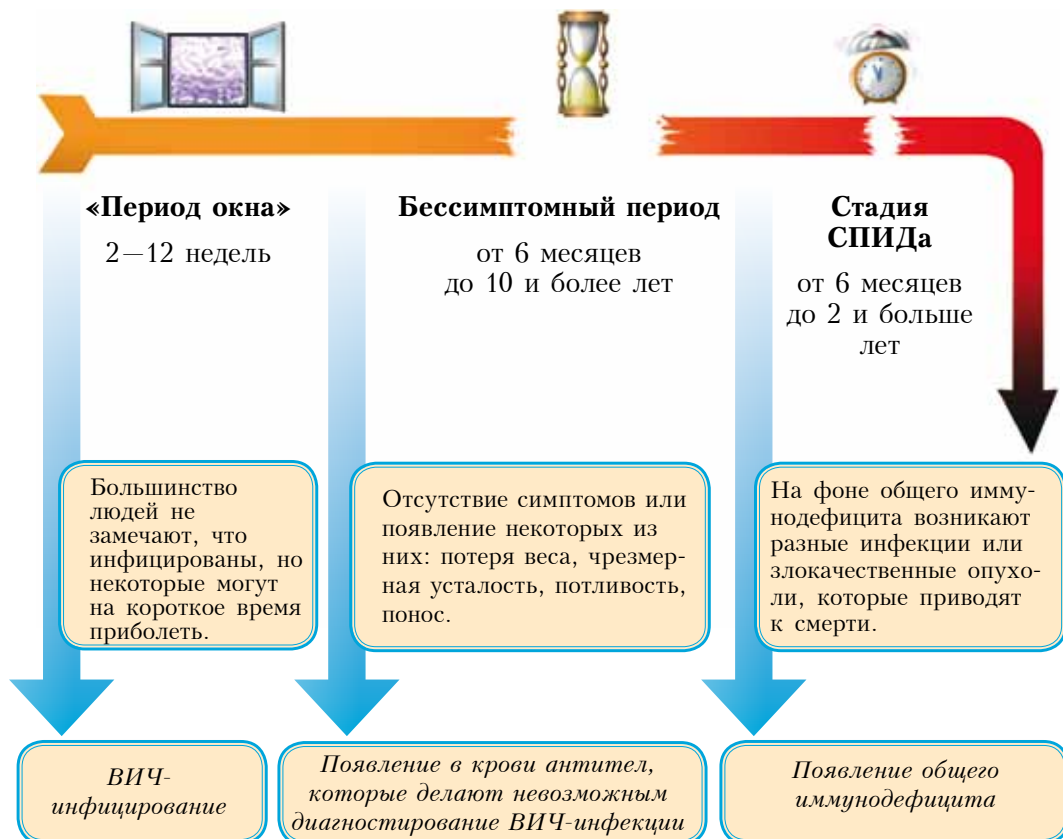 «Период окна»
2—12 недель
Бессимптомный период
от 6 месяцев
до 10 и более лет
Стадия
СПИДа
от 6 месяцев
до 2 и больше
лет
Большинство
людей не
замечают, что
инфицированы, но
некоторые могут
на короткое время
приболеть.
Отсутствие симптомов или
появление некоторых из
них: потеря веса, чрезмер-
ная усталость, потливость,
понос.
На фоне общего имму-
нодефицита возникают
разные инфекции или
злокачественные опухо-
ли, которые приводят
к смерти.
ВИЧ-
инфицирование
Появление в крови антител,
которые делают невозможным
диагностирование ВИЧ-инфекции
Появление общего
иммунодефицита